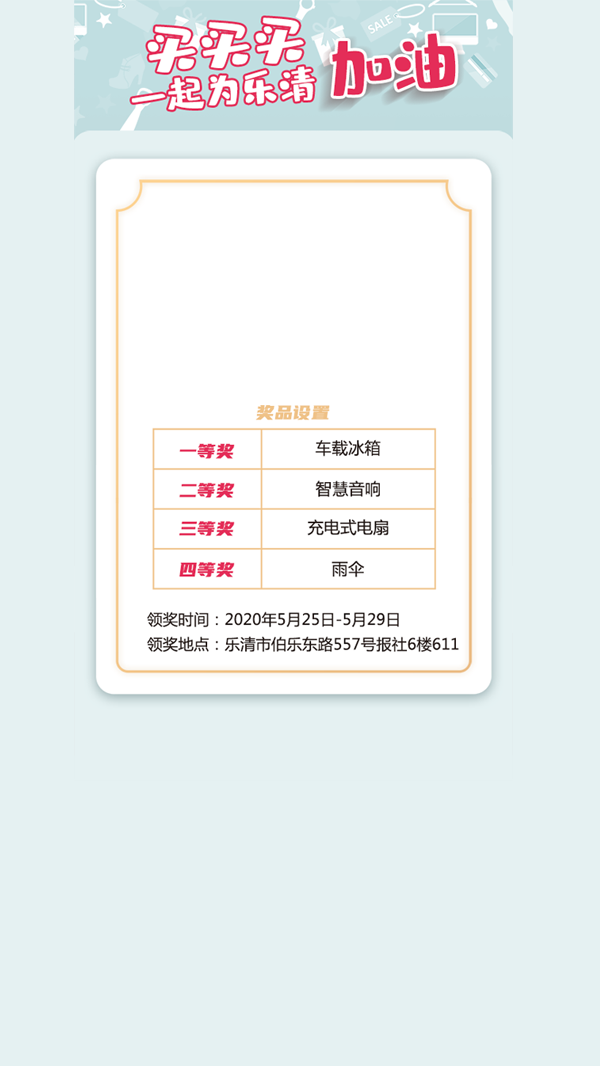 买买买
一起为乐清
加油
SALE
奖品设置
一等奖 车载冰箱
二等奖 智慧音响
三等奖 充电式电扇
四等奖 雨伞
领奖时间：2020年5月25日-5月29日
领奖地点：乐清市伯乐东路557号报社6楼611